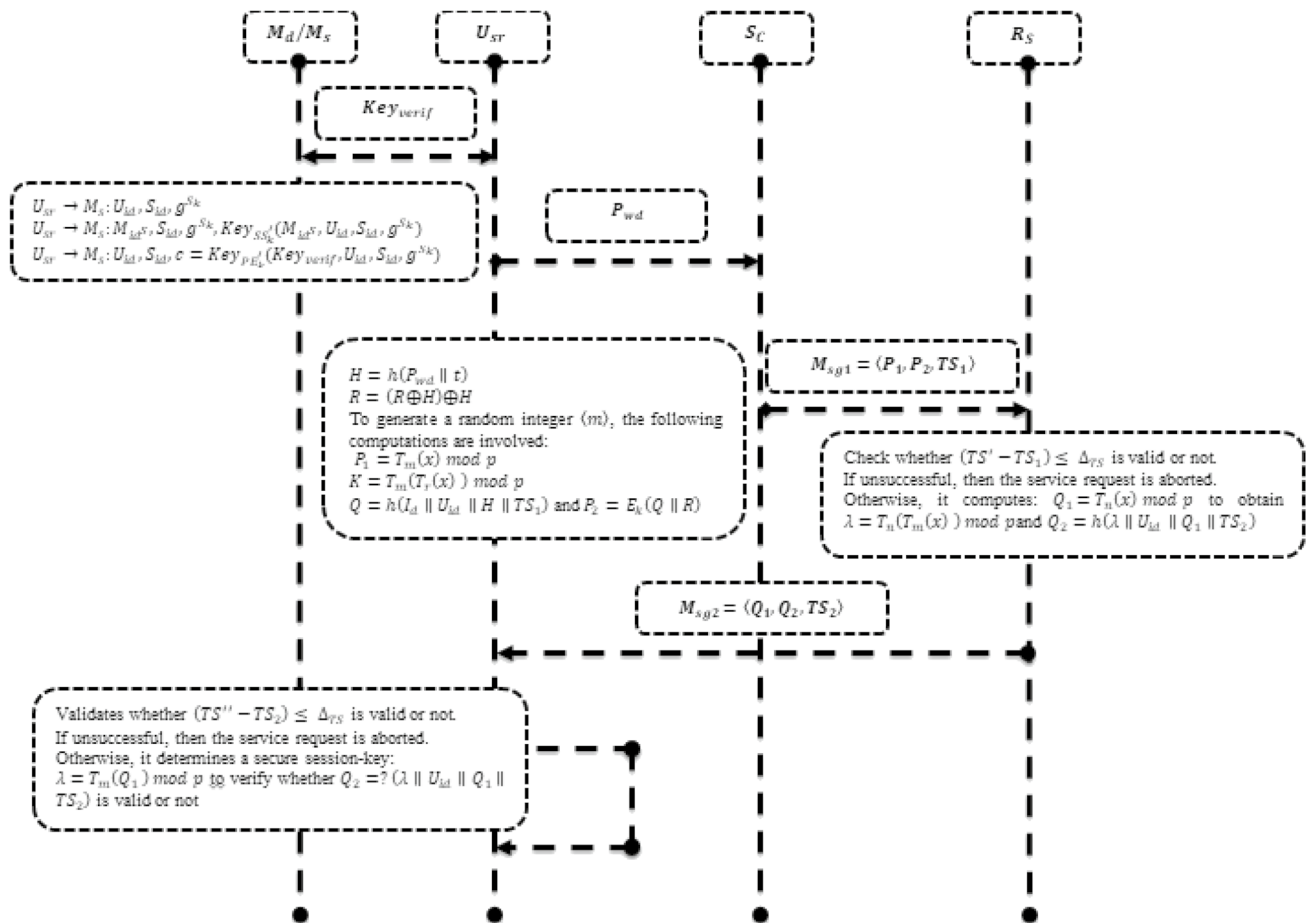 M_d/M_s
U_sr
S_C
R_S
Key_verif
U_sr → M_s: U_id, S_id, g^{S_k}
U_sr → M_s: M_{id^s}, S_id, g^{S_k}, Key_{SS'_k}(M_{id^s}, U_id, S_id, g^{S_k})
U_sr → M_s: U_id, S_id, c = Key_{PE'_k}(Key_verif, U_id, S_id, g^{S_k})
P_wd
H = h(P_wd ∥ t)
R = (R⊕H)⊕H
To generate a random integer (m), the following
computations are involved:
P_1 = T_m(x) mod p
K = T_m(T_r(x) ) mod p
Q = h(I_d ∥ U_id ∥ H ∥ TS_1) and P_2 = E_k(Q ∥ R)
M_sg1 = (P_1, P_2, TS_1)
Check whether (TS' − TS_1) ≤ Δ_TS is valid or not.
If unsuccessful, then the service request is aborted.
Otherwise, it computes: Q_1 = T_n(x) mod p to obtain
λ = T_n(T_m(x) ) mod p and Q_2 = h(λ ∥ U_id ∥ Q_1 ∥ TS_2)
M_sg2 = (Q_1, Q_2, TS_2)
Validates whether (TS'' − TS_2) ≤ Δ_TS is valid or not.
If unsuccessful, then the service request is aborted.
Otherwise, it determines a secure session-key:
λ = T_m(Q_1 ) mod p to verify whether Q_2 =? (λ ∥ U_id ∥ Q_1 ∥
TS_2) is valid or not